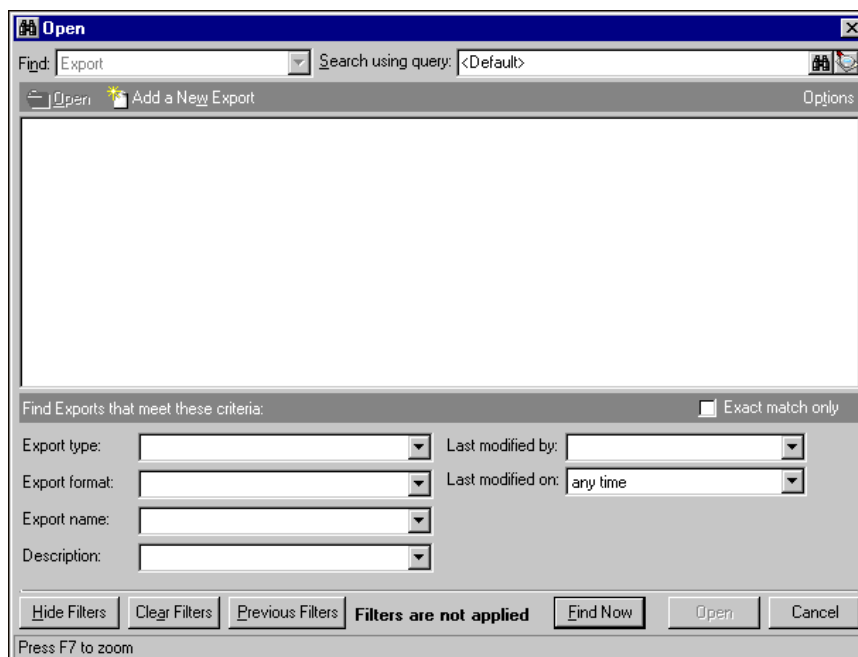 Open
Find: Export Search using query: <Default>
Open Add a New Export Options
Find Exports that meet these criteria: Exact match only
Export type: Last modified by:
Export format: Last modified on: any time
Export name:
Description:
Hide Filters Clear Filters Previous Filters Filters are not applied Find Now Open Cancel
Press F7 to zoom